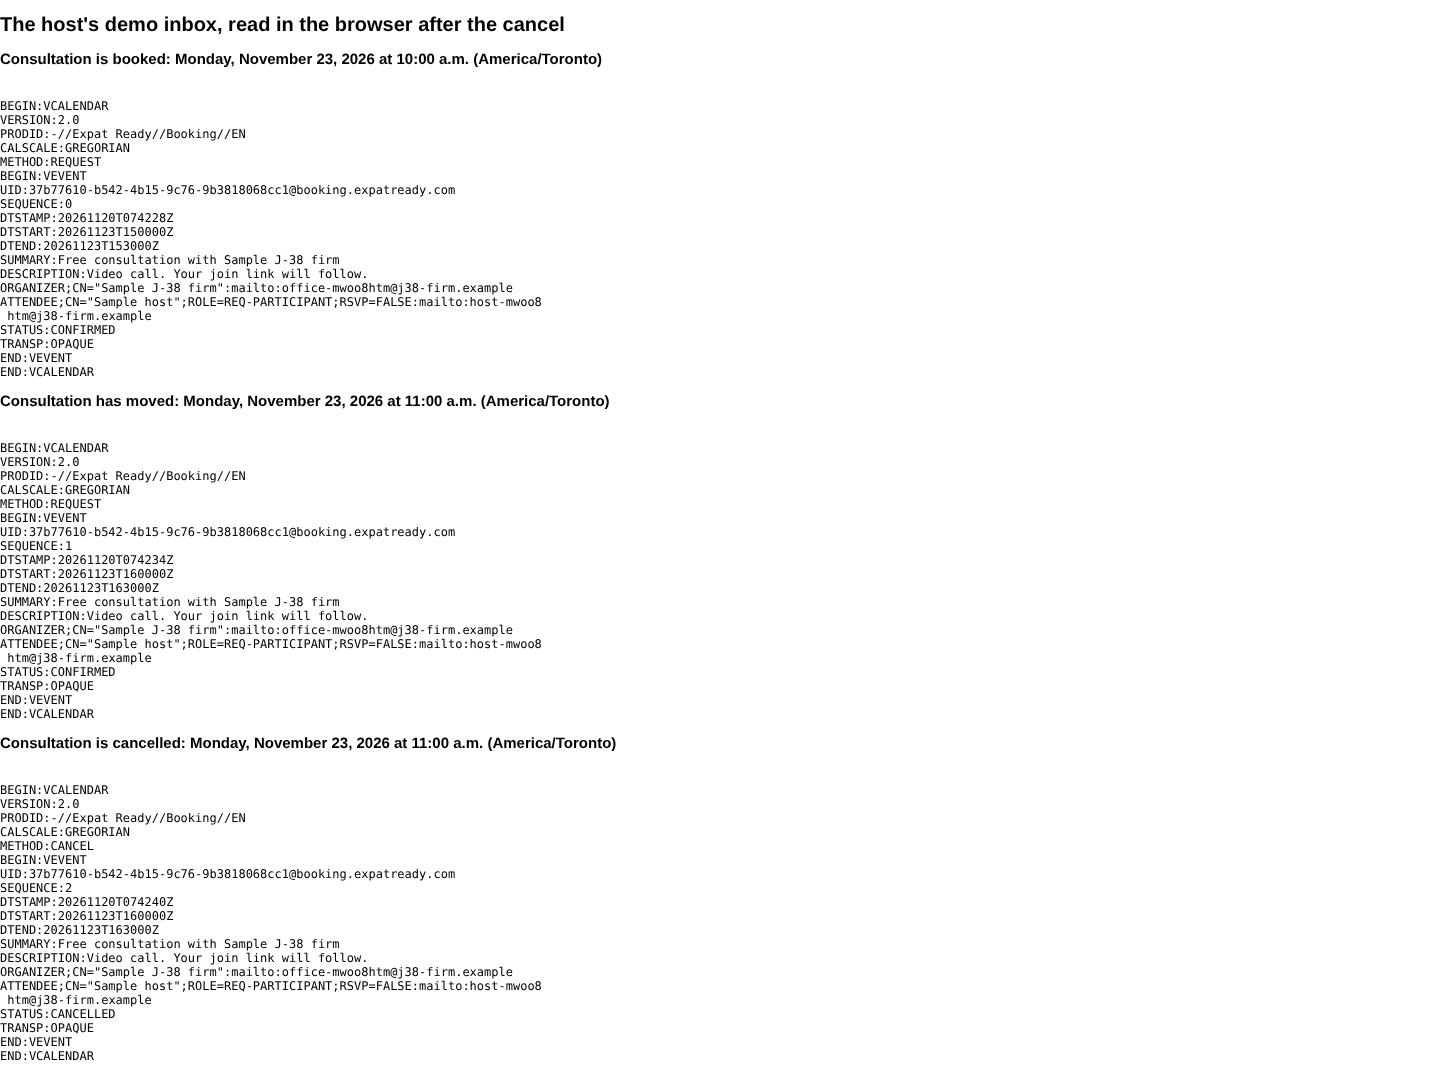 The host's demo inbox, read in the browser after the cancel
Consultation is booked: Monday, November 23, 2026 at 10:00 a.m. (America/Toronto)
BEGIN:VCALENDAR
VERSION:2.0
PRODID:-//Expat Ready//Booking//EN
CALSCALE:GREGORIAN
METHOD:REQUEST
BEGIN:VEVENT
UID:37b77610-b542-4b15-9c76-9b3818068cc1@booking.expatready.com
SEQUENCE:0
DTSTAMP:20261120T074228Z
DTSTART:20261123T150000Z
DTEND:20261123T153000Z
SUMMARY:Free consultation with Sample J-38 firm
DESCRIPTION:Video call. Your join link will follow.
ORGANIZER;CN="Sample J-38 firm":mailto:office-mwoo8htm@j38-firm.example
ATTENDEE;CN="Sample host";ROLE=REQ-PARTICIPANT;RSVP=FALSE:mailto:host-mwoo8
 htm@j38-firm.example
STATUS:CONFIRMED
TRANSP:OPAQUE
END:VEVENT
END:VCALENDAR
Consultation has moved: Monday, November 23, 2026 at 11:00 a.m. (America/Toronto)
BEGIN:VCALENDAR
VERSION:2.0
PRODID:-//Expat Ready//Booking//EN
CALSCALE:GREGORIAN
METHOD:REQUEST
BEGIN:VEVENT
UID:37b77610-b542-4b15-9c76-9b3818068cc1@booking.expatready.com
SEQUENCE:1
DTSTAMP:20261120T074234Z
DTSTART:20261123T160000Z
DTEND:20261123T163000Z
SUMMARY:Free consultation with Sample J-38 firm
DESCRIPTION:Video call. Your join link will follow.
ORGANIZER;CN="Sample J-38 firm":mailto:office-mwoo8htm@j38-firm.example
ATTENDEE;CN="Sample host";ROLE=REQ-PARTICIPANT;RSVP=FALSE:mailto:host-mwoo8
 htm@j38-firm.example
STATUS:CONFIRMED
TRANSP:OPAQUE
END:VEVENT
END:VCALENDAR
Consultation is cancelled: Monday, November 23, 2026 at 11:00 a.m. (America/Toronto)
BEGIN:VCALENDAR
VERSION:2.0
PRODID:-//Expat Ready//Booking//EN
CALSCALE:GREGORIAN
METHOD:CANCEL
BEGIN:VEVENT
UID:37b77610-b542-4b15-9c76-9b3818068cc1@booking.expatready.com
SEQUENCE:2
DTSTAMP:20261120T074240Z
DTSTART:20261123T160000Z
DTEND:20261123T163000Z
SUMMARY:Free consultation with Sample J-38 firm
DESCRIPTION:Video call. Your join link will follow.
ORGANIZER;CN="Sample J-38 firm":mailto:office-mwoo8htm@j38-firm.example
ATTENDEE;CN="Sample host";ROLE=REQ-PARTICIPANT;RSVP=FALSE:mailto:host-mwoo8
 htm@j38-firm.example
STATUS:CANCELLED
TRANSP:OPAQUE
END:VEVENT
END:VCALENDAR